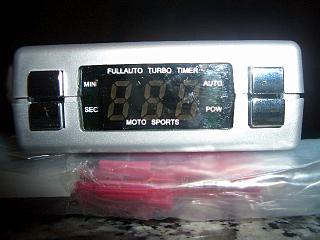 FULLAUTO TURBO TIMER
MIN AUTO
SEC POW
MOTO SPORTS